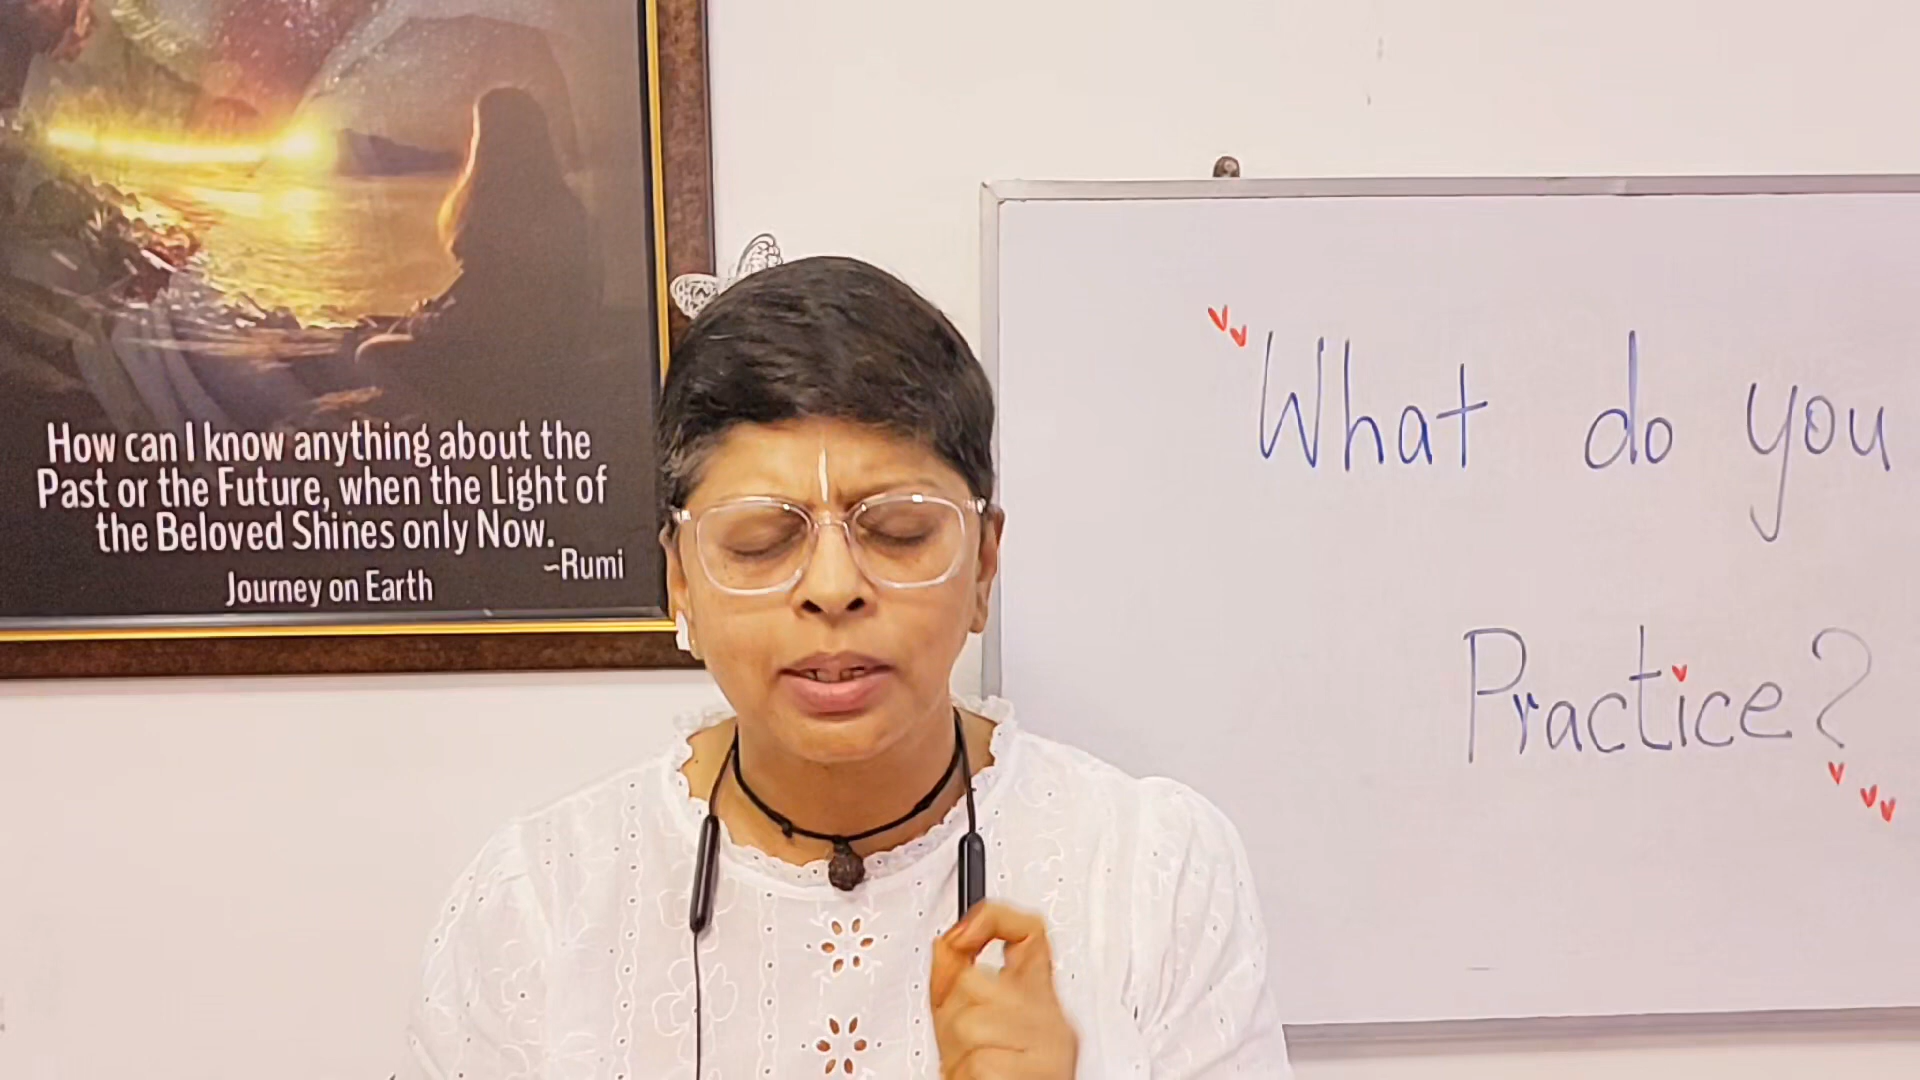 How can I know anything about the
Past or the Future, when the Light of
the Beloved Shines only Now.
~Rumi
Journey on Earth
What do you
Practice?